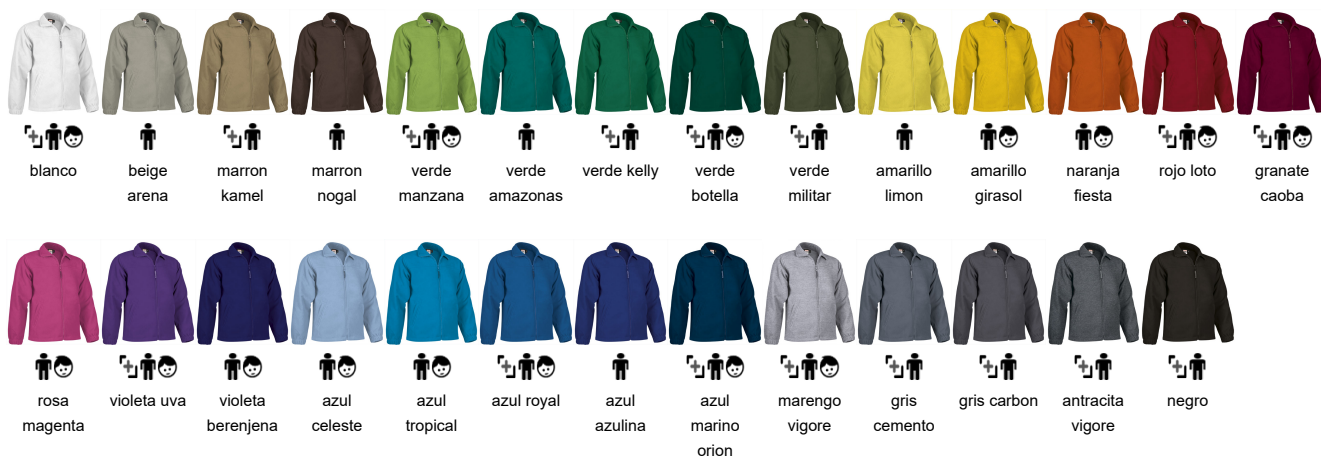 blanco beige marron marron verde verde verde kelly verde verde amarillo amarillo naranja rojo loto granate
arena kamel nogal manzana amazonas botella militar limon girasol fiesta caoba
rosa violeta uva violeta azul azul azul royal azul azul marengo gris gris carbon antracita negro
magenta berenjena celeste tropical azulina marino vigore cemento vigore
orion